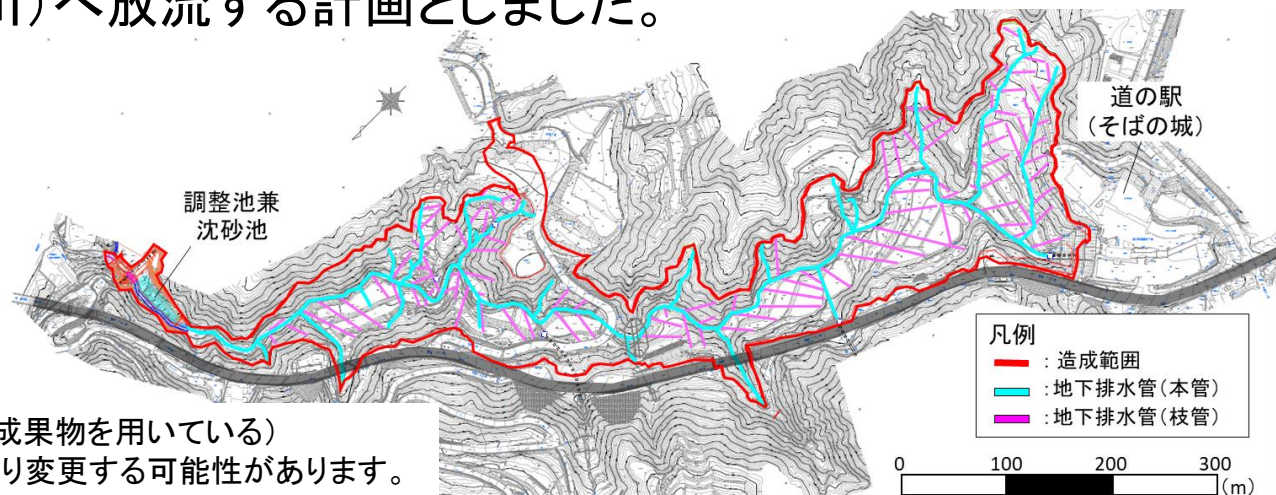 川)へ放流する計画としました。
道の駅
(そばの城)
調整池兼
沈砂池
凡例
:造成範囲
:地下排水管(本管)
:地下排水管(枝管)
成果物を用いている)
り変更する可能性があります。
0 100 200 300
(m)